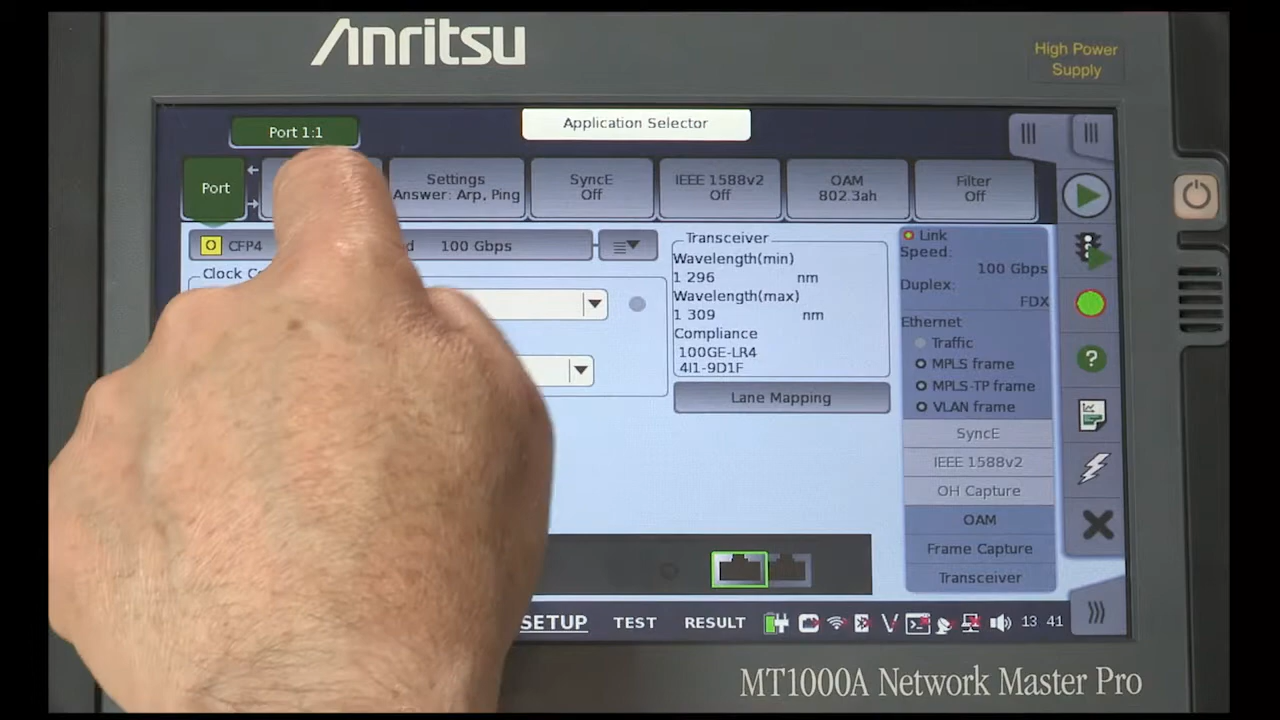 Anritsu
High Power
Supply
Port 1:1
Application Selector
Port
Settings
Answer: Arp, Ping
SyncE
Off
IEEE 1588v2
Off
OAM
802.3ah
Filter
Off
CFP4
100 Gbps
Clock
Transceiver
Wavelength(min)
1 296 nm
Wavelength(max)
1 309 nm
Compliance
100GE-LR4
4I1-9D1F
Lane Mapping
Link
Speed:
100 Gbps
Duplex:
FDX
Ethernet
Traffic
MPLS frame
MPLS-TP frame
VLAN frame
SyncE
IEEE 1588v2
OH Capture
OAM
Frame Capture
Transceiver
SETUP TEST RESULT 13 41
MT1000A Network Master Pro